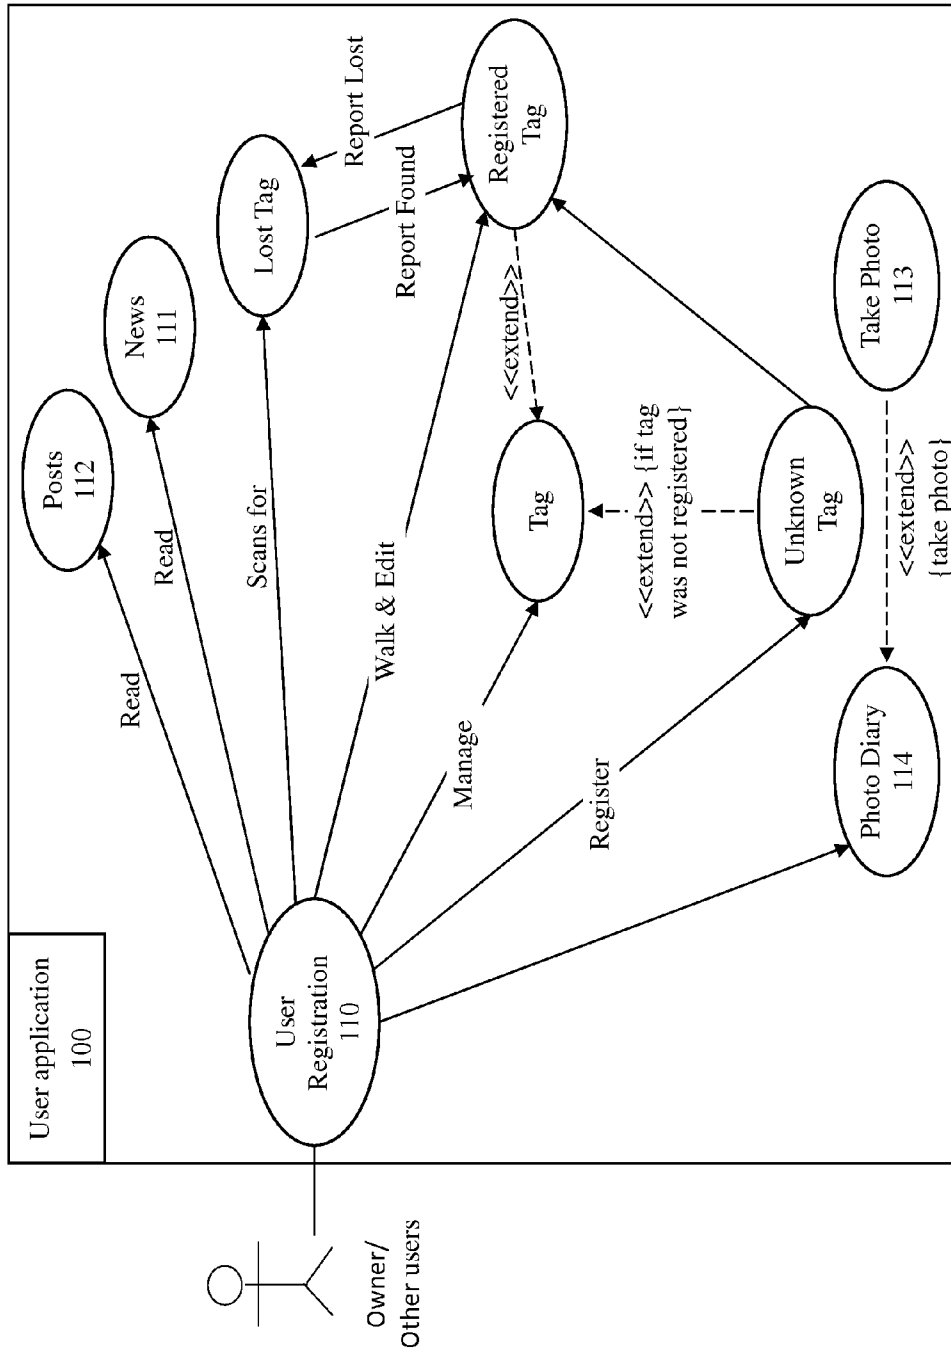 User application
100
Owner/
Other users
User
Registration
110
Read
Posts
112
Read
News
111
Scans for
Lost Tag
Report Lost
Report Found
Walk & Edit
Registered
Tag
<<extend>>
Manage
Tag
<<extend>> {if tag
was not registered}
Register
Unknown
Tag
Photo Diary
114
<<extend>>
{take photo}
Take Photo
113